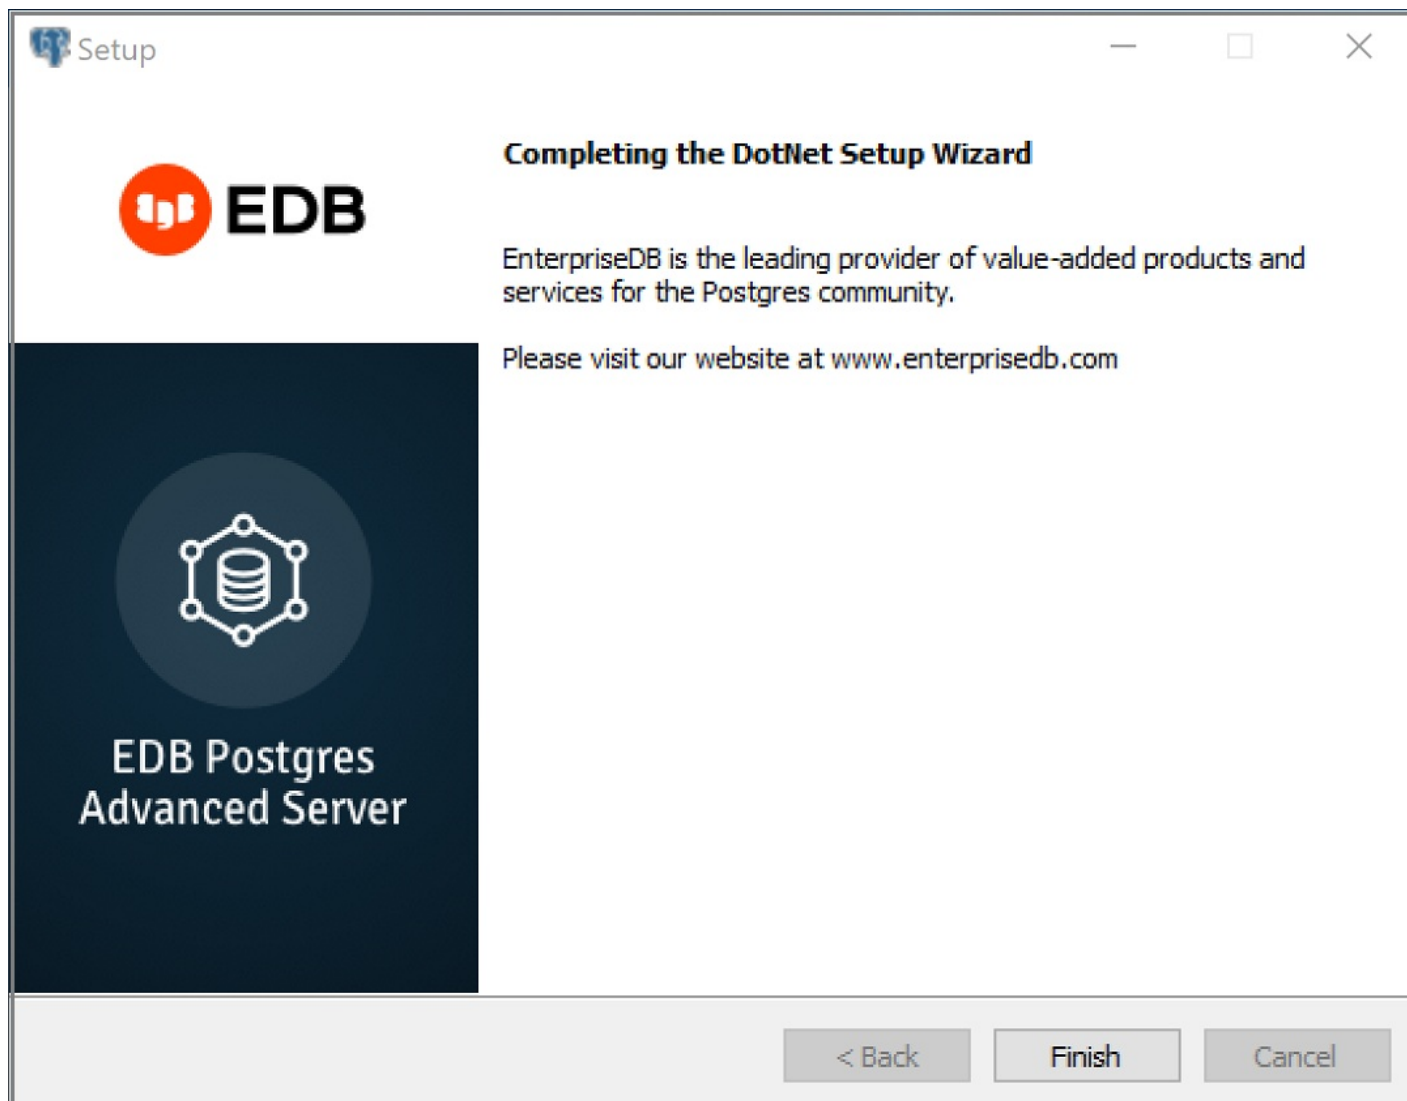 Setup
EDB
Completing the DotNet Setup Wizard
EnterpriseDB is the leading provider of value-added products and
services for the Postgres community.
Please visit our website at www.enterprisedb.com
EDB Postgres
Advanced Server
< Back
Finish
Cancel